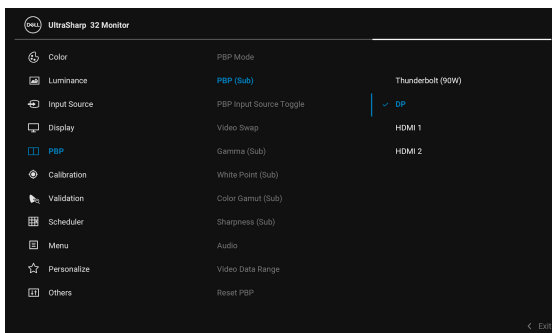 DELL UltraSharp 32 Monitor
Color PBP Mode
Luminance PBP (Sub) Thunderbolt (90W)
Input Source PBP Input Source Toggle DP
Display Video Swap HDMI 1
PBP Gamma (Sub) HDMI 2
Calibration White Point (Sub)
Validation Color Gamut (Sub)
Scheduler Sharpness (Sub)
Menu Audio
Personalize Video Data Range
Others Reset PBP
Exit